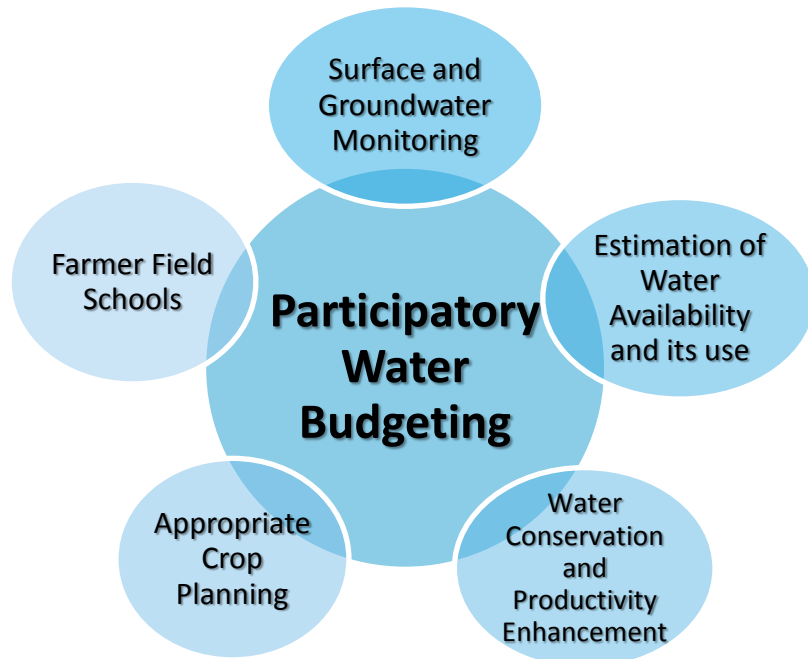 Surface and
Groundwater
Monitoring
Farmer Field
Schools
Participatory
Water
Budgeting
Estimation of
Water
Availability
and its use
Appropriate
Crop
Planning
Water
Conservation
and
Productivity
Enhancement